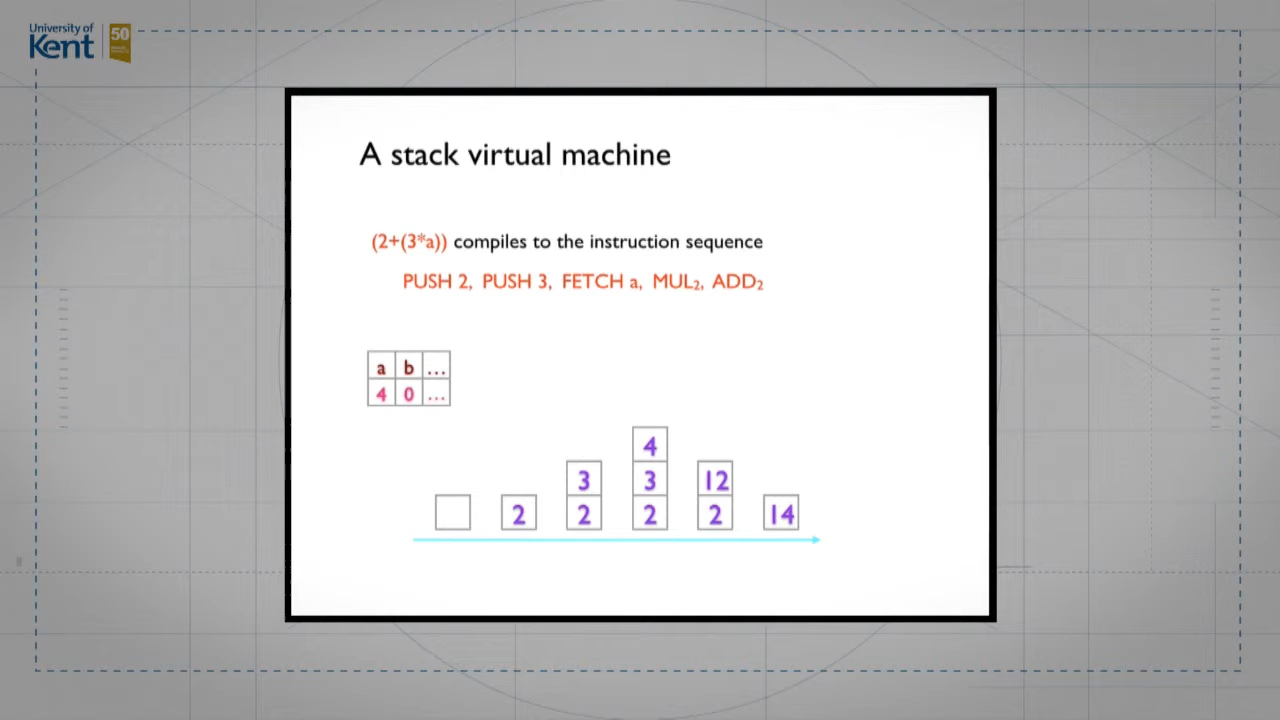 University of
Kent 50
A stack virtual machine
(2+(3*a)) compiles to the instruction sequence
PUSH 2, PUSH 3, FETCH a, MUL₂, ADD₂
a b ...
4 0 ...
4
3 3 12
2 2 2 2 14